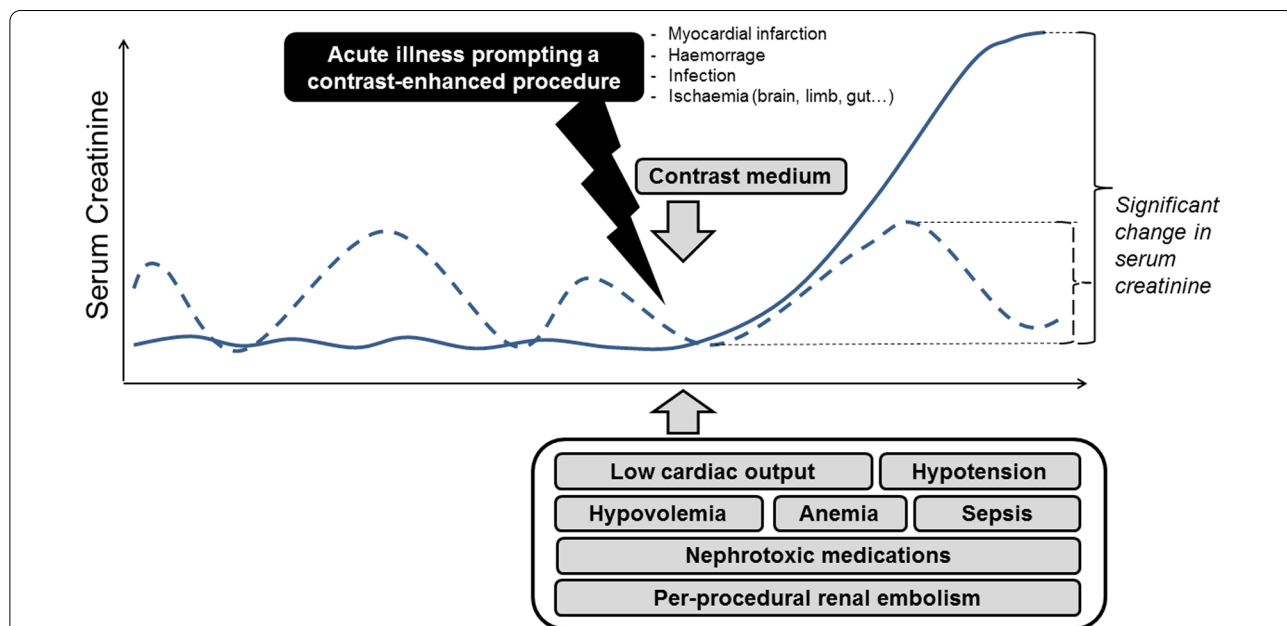 Acute illness prompting a
contrast-enhanced procedure
- Myocardial infarction
- Haemorrage
- Infection
- Ischaemia (brain, limb, gut...)
Serum Creatinine
Contrast medium
Significant
change in
serum
creatinine
Low cardiac output
Hypotension
Hypovolemia
Anemia
Sepsis
Nephrotoxic medications
Per-procedural renal embolism